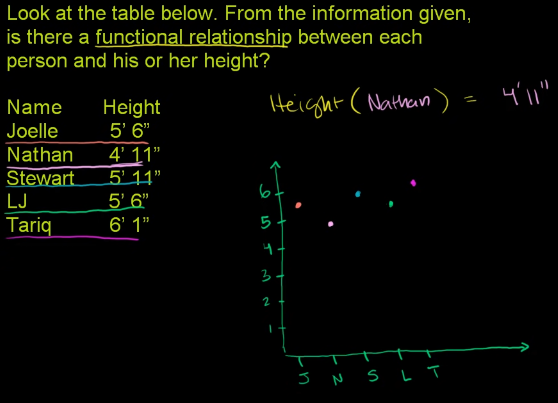 Look at the table below. From the information given,
is there a functional relationship between each
person and his or her height?
Name Height
Joelle 5' 6"
Nathan 4' 11"
Stewart 5' 11"
LJ 5' 6"
Tariq 6' 1"
Height (Nathan) = 4' 11"
6
5
4
3
2
1
J N S L T